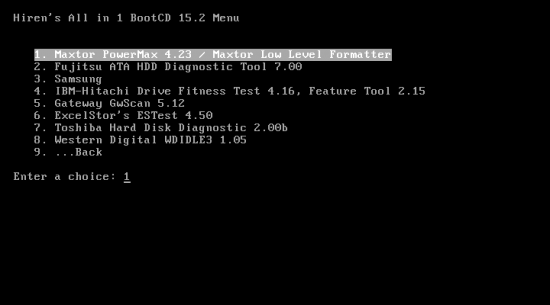 Hiren's All in 1 BootCD 15.2 Menu
1. Maxtor PowerMax 4.23 / Maxtor Low Level Formatter
2. Fujitsu ATA HDD Diagnostic Tool 7.00
3. Samsung
4. IBM-Hitachi Drive Fitness Test 4.16, Feature Tool 2.15
5. Gateway GwScan 5.12
6. ExcelStor's ESTest 4.50
7. Toshiba Hard Disk Diagnostic 2.00b
8. Western Digital WDIDLE3 1.05
9. ...Back
Enter a choice: 1